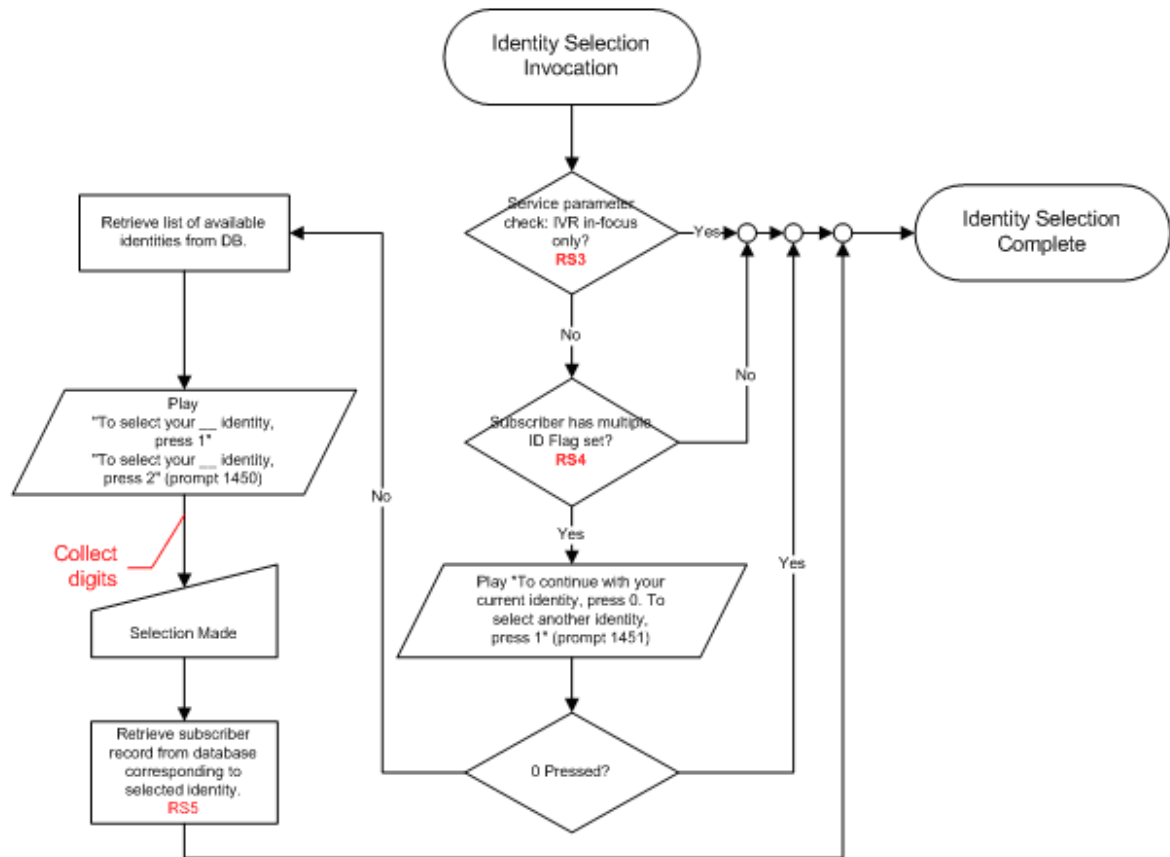 Identity Selection
Invocation
Service parameter
check: IVR in-focus
only?
RS3
Yes
Identity Selection
Complete
Retrieve list of available
identities from DB.
No
Subscriber has multiple
ID Flag set?
RS4
No
Play
"To select your __ identity,
press 1"
"To select your __ identity,
press 2" (prompt 1450)
No
Yes
Yes
Collect
digits
Play "To continue with your
current identity, press 0. To
select another identity,
press 1" (prompt 1451)
Selection Made
Retrieve subscriber
record from database
corresponding to
selected identity.
RS5
0 Pressed?